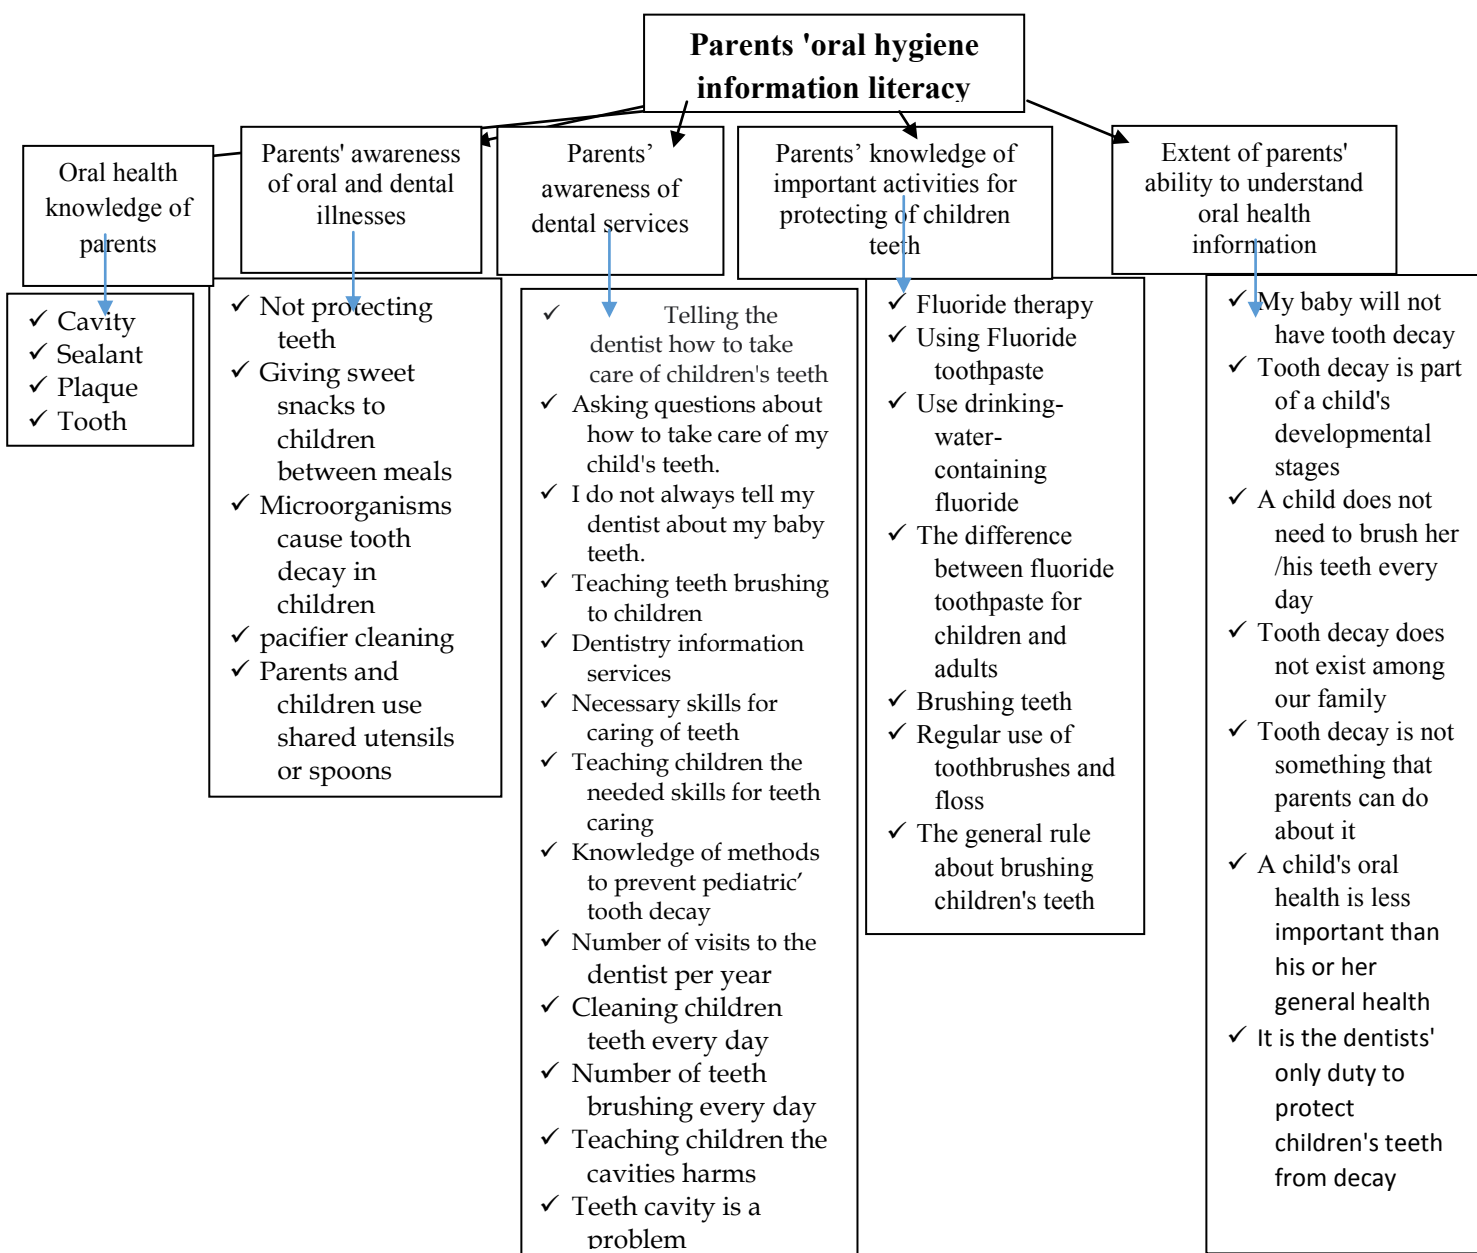 Parents 'oral hygiene
information literacy
Oral health
knowledge of
parents
Parents' awareness
of oral and dental
illnesses
Parents’
awareness of
dental services
Parents’ knowledge of
important activities for
protecting of children
teeth
Extent of parents'
ability to understand
oral health
information
✓ Cavity
✓ Sealant
✓ Plaque
✓ Tooth
✓ Not protecting
teeth
✓ Giving sweet
snacks to
children
between meals
✓ Microorganisms
cause tooth
decay in
children
✓ pacifier cleaning
✓ Parents and
children use
shared utensils
or spoons
✓ Telling the
dentist how to take
care of children's teeth
✓ Asking questions about
how to take care of my
child's teeth.
✓ I do not always tell my
dentist about my baby
teeth.
✓ Teaching teeth brushing
to children
✓ Dentistry information
services
✓ Necessary skills for
caring of teeth
✓ Teaching children the
needed skills for teeth
caring
✓ Knowledge of methods
to prevent pediatric’
tooth decay
✓ Number of visits to the
dentist per year
✓ Cleaning children
teeth every day
✓ Number of teeth
brushing every day
✓ Teaching children the
cavities harms
✓ Teeth cavity is a
problem
✓ Fluoride therapy
✓ Using Fluoride
toothpaste
✓ Use drinking-
water-
containing
fluoride
✓ The difference
between fluoride
toothpaste for
children and
adults
✓ Brushing teeth
✓ Regular use of
toothbrushes and
floss
✓ The general rule
about brushing
children's teeth
✓ My baby will not
have tooth decay
✓ Tooth decay is part
of a child's
developmental
stages
✓ A child does not
need to brush her
/his teeth every
day
✓ Tooth decay does
not exist among
our family
✓ Tooth decay is not
something that
parents can do
about it
✓ A child's oral
health is less
important than
his or her
general health
✓ It is the dentists'
only duty to
protect
children's teeth
from decay